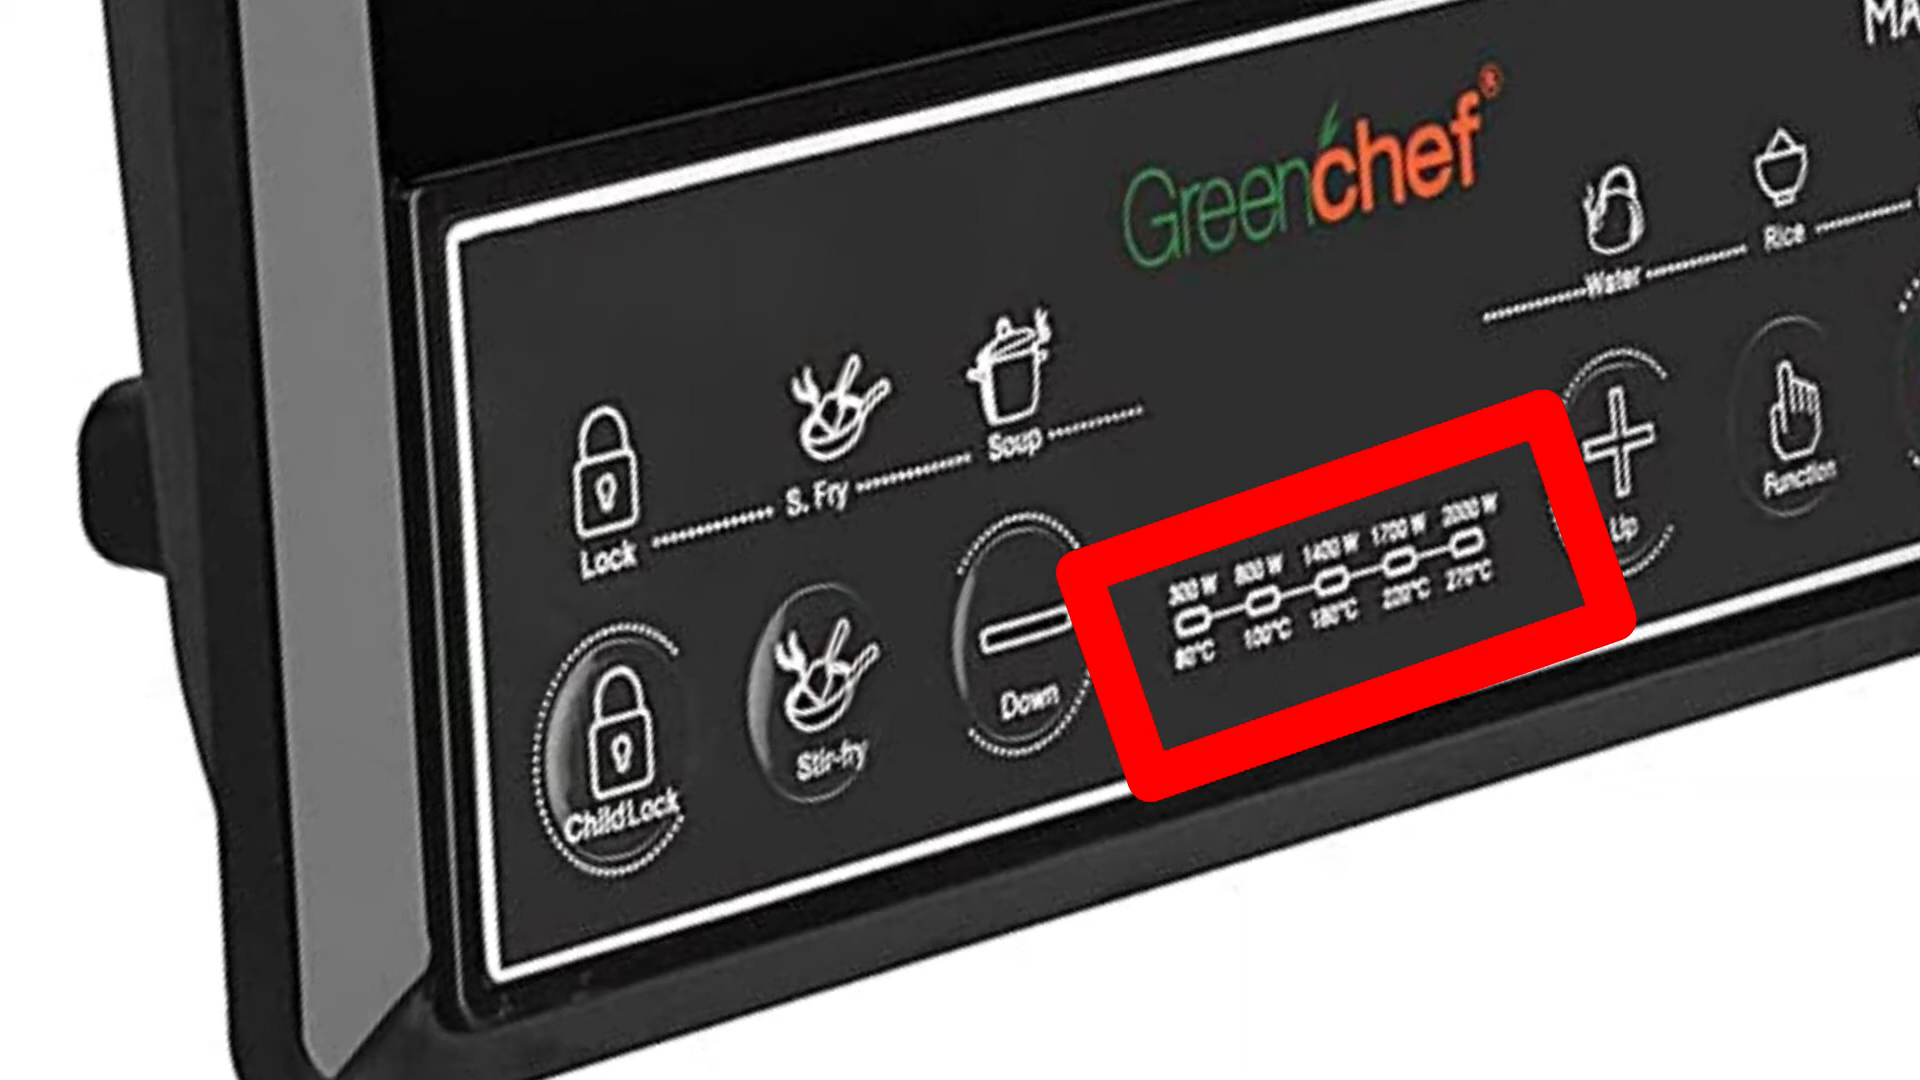 MA
Greenchef®
Water
Rice
S. Fry
Soup
Lock
Function
Up
300 W 800 W 1400 W 1700 W 2000 W
80°C 100°C 180°C 220°C 270°C
Down
Stir-fry
Child Lock